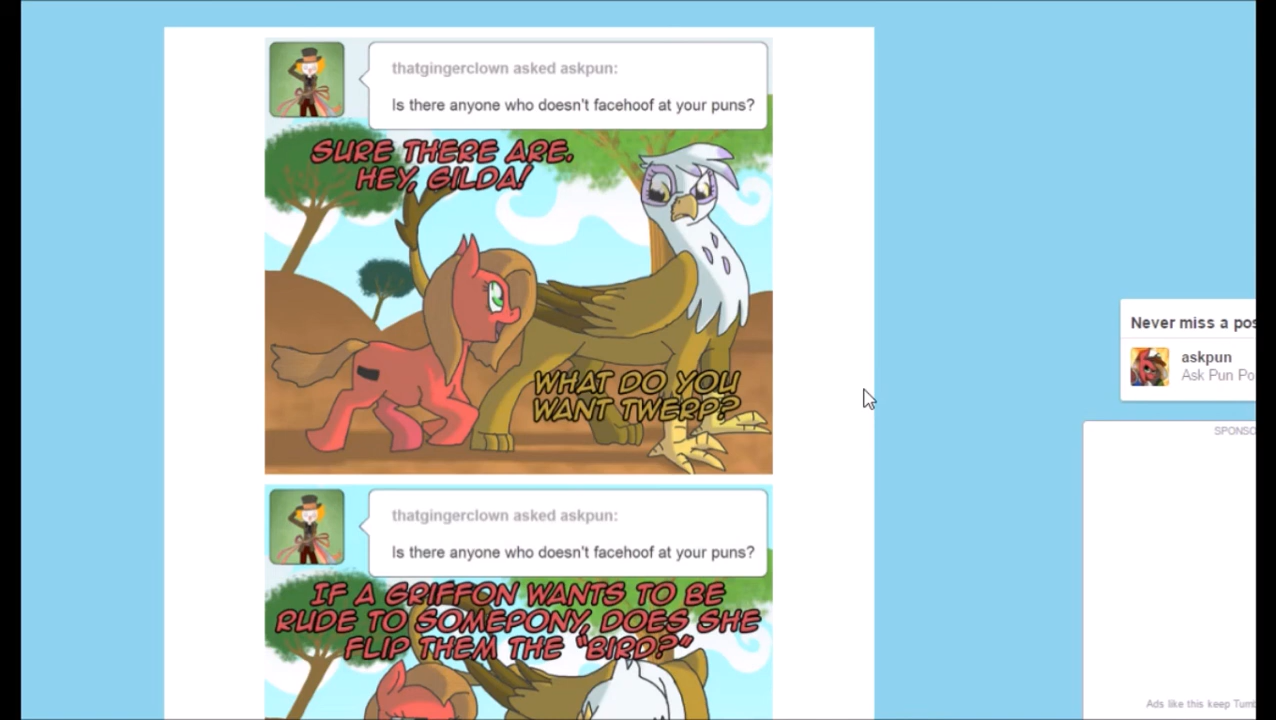 thatgingerclown asked askpun:
Is there anyone who doesn't facehoof at your puns?
SURE THERE ARE.
HEY, GILDA!
WHAT DO YOU
WANT TWERP?
Never miss a pos
askpun
Ask Pun Po
SPONSO
thatgingerclown asked askpun:
Is there anyone who doesn't facehoof at your puns?
IF A GRIFFON WANTS TO BE
RUDE TO SOMEPONY, DOES SHE
FLIP THEM THE "BIRD?"
Ads like this keep Tum